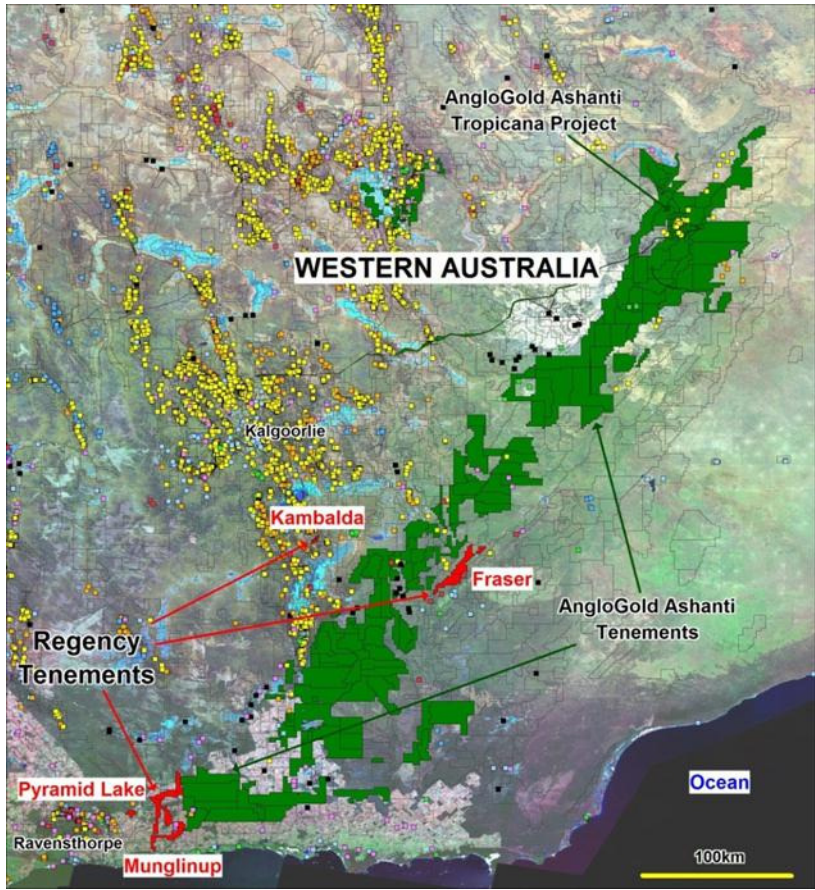 AngloGold Ashanti
Tropicana Project
WESTERN AUSTRALIA
Kalgoorlie
Kambalda
Fraser
AngloGold Ashanti
Tenements
Regency
Tenements
Pyramid Lake
Ocean
Ravensthorpe
Munglinup
100km